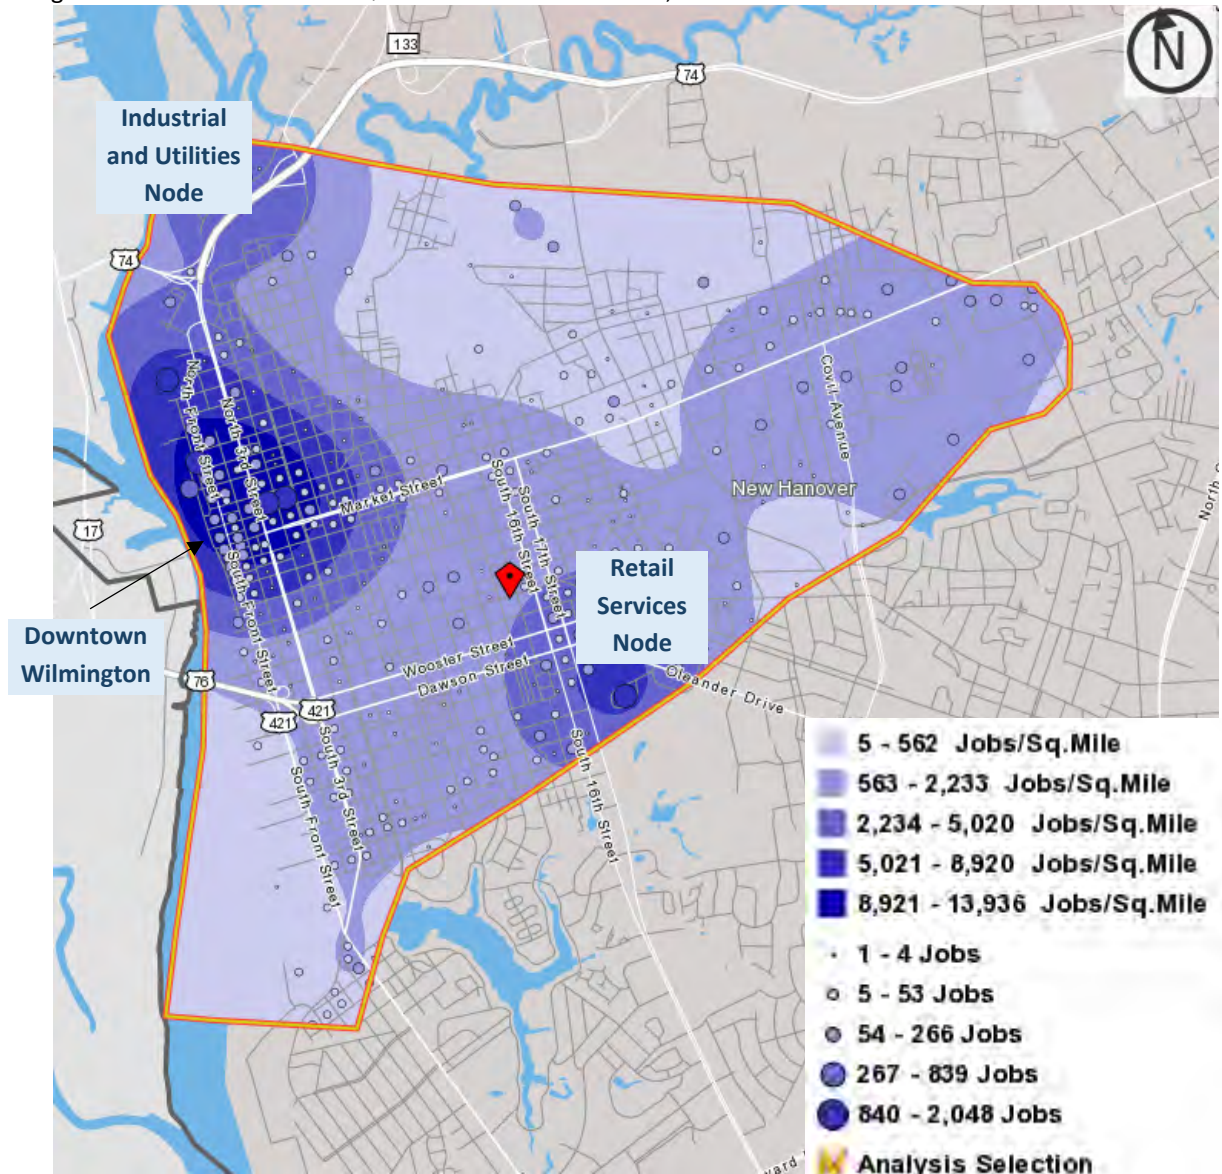 133
74
N
Industrial
and Utilities
Node
74
North Front Street
North 3rd Street
Covil Avenue
Market Street
South 16th Street
South 17th Street
New Hanover
17
Retail
Services
Node
Downtown
Wilmington
South Front Street
Wooster Street
Dawson Street
Oleander Drive
76
421
421
South 3rd Street
South Front Street
South 16th Street
5 - 562 Jobs/Sq.Mile
563 - 2,233 Jobs/Sq.Mile
2,234 - 5,020 Jobs/Sq.Mile
5,021 - 8,920 Jobs/Sq.Mile
8,921 - 13,936 Jobs/Sq.Mile
1 - 4 Jobs
5 - 53 Jobs
54 - 266 Jobs
267 - 839 Jobs
840 - 2,048 Jobs
Analysis Selection